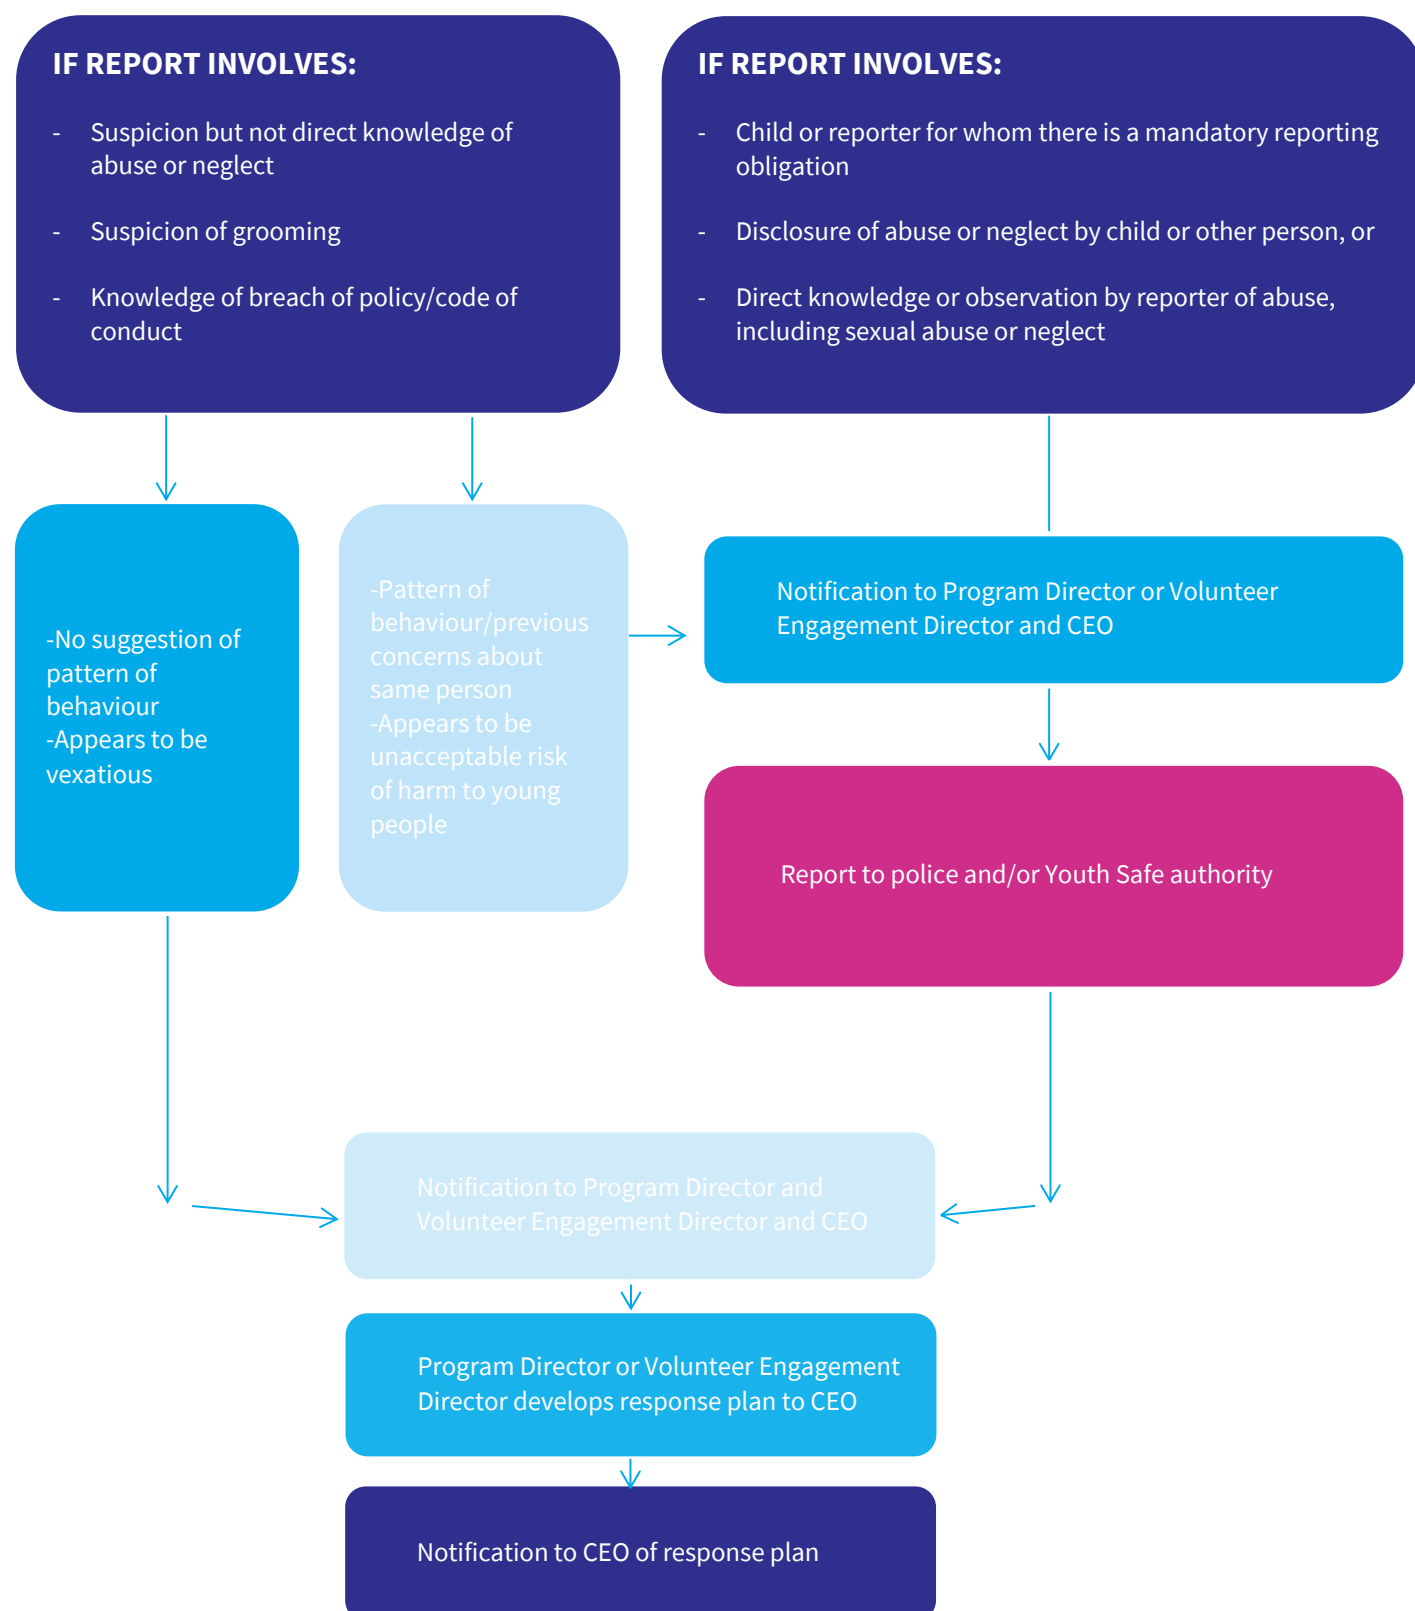 IF REPORT INVOLVES:
- Suspicion but not direct knowledge of
abuse or neglect
- Suspicion of grooming
- Knowledge of breach of policy/code of
conduct
IF REPORT INVOLVES:
- Child or reporter for whom there is a mandatory reporting
obligation
- Disclosure of abuse or neglect by child or other person, or
- Direct knowledge or observation by reporter of abuse,
including sexual abuse or neglect
-No suggestion of
pattern of
behaviour
-Appears to be
vexatious
-Pattern of
behaviour/previous
concerns about
same person
-Appears to be
unacceptable risk
of harm to young
people
Notification to Program Director or Volunteer
Engagement Director and CEO
Report to police and/or Youth Safe authority
Notification to Program Director and
Volunteer Engagement Director and CEO
Program Director or Volunteer Engagement
Director develops response plan to CEO
Notification to CEO of response plan